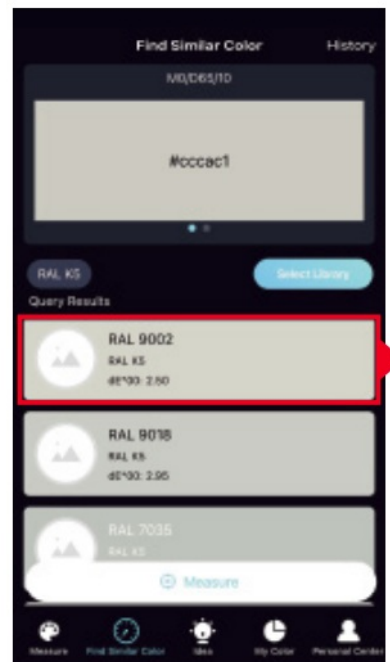 Find Similar Color
History
M0/D65/10
#cccac1
RAL K5
Select Library
Query Results
RAL 9002
RAL K5
dE*00: 2.60
RAL 9018
RAL K5
dE*00: 2.95
RAL 7035
RAL K5
Measure
Measure
Find Similar Color
Idea
My Color
Personal Center